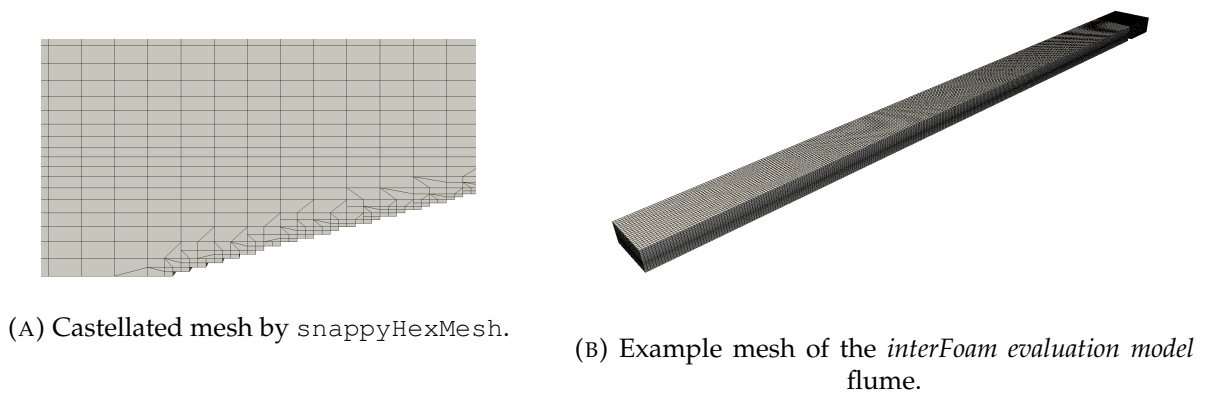 (A) Castellated mesh by snappyHexMesh.
(B) Example mesh of the interFoam evaluation model
flume.